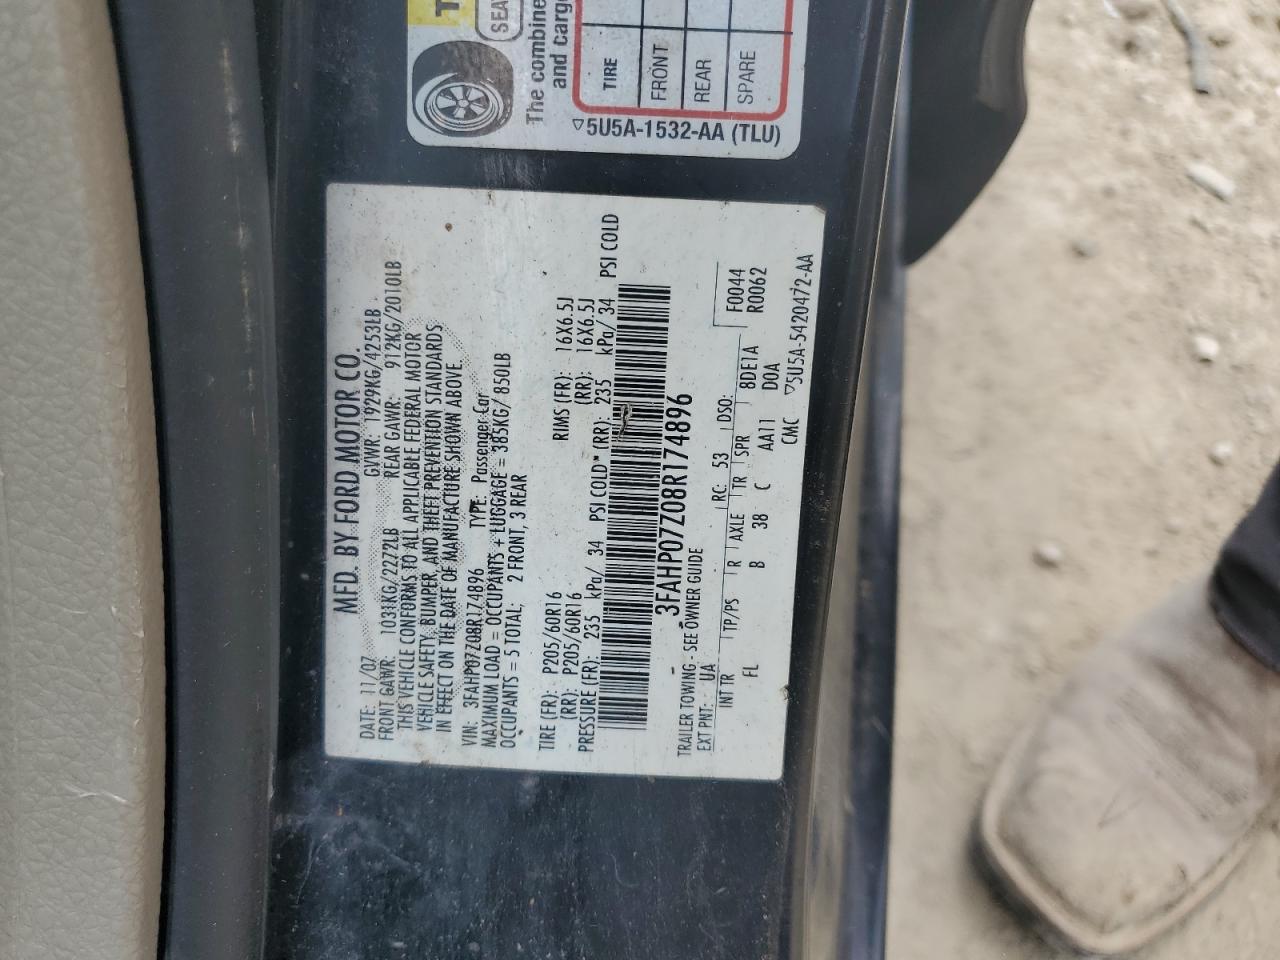 MFD. BY FORD MOTOR CO.
DATE: 11/07 GVWR: 1929KG/4253LB
FRONT GAWR: 1031KG/2272LB REAR GAWR: 912KG/2010LB
THIS VEHICLE CONFORMS TO ALL APPLICABLE FEDERAL MOTOR
VEHICLE SAFETY, BUMPER, AND THEFT PREVENTION STANDARDS
IN EFFECT ON THE DATE OF MANUFACTURE SHOWN ABOVE.
VIN: 3FAHP07Z08R174896 TYPE: Passenger Car
MAXIMUM LOAD = OCCUPANTS + LUGGAGE = 385KG/ 850LB
OCCUPANTS = 5 TOTAL; 2 FRONT, 3 REAR
TIRE (FR): P205/60R16 RIMS (FR): 16X6.5J
(RR): P205/60R16 (RR): 16X6.5J
PRESSURE (FR): 235 kPa/ 34 PSI COLD (RR): 235 kPa/ 34 PSI COLD
3FAHP07Z08R174896
TRAILER TOWING - SEE OWNER GUIDE
EXT PNT: UA RC: 53 DSO: F0044
INT TR TP/PS R AXLE TR SPR 8DE1A R0062
FL B 38 C AA11 D0A
CMC ▽5U5A-5420472-AA
T
SEA
The combine
and cargo
TIRE
FRONT
REAR
SPARE
▽5U5A-1532-AA (TLU)